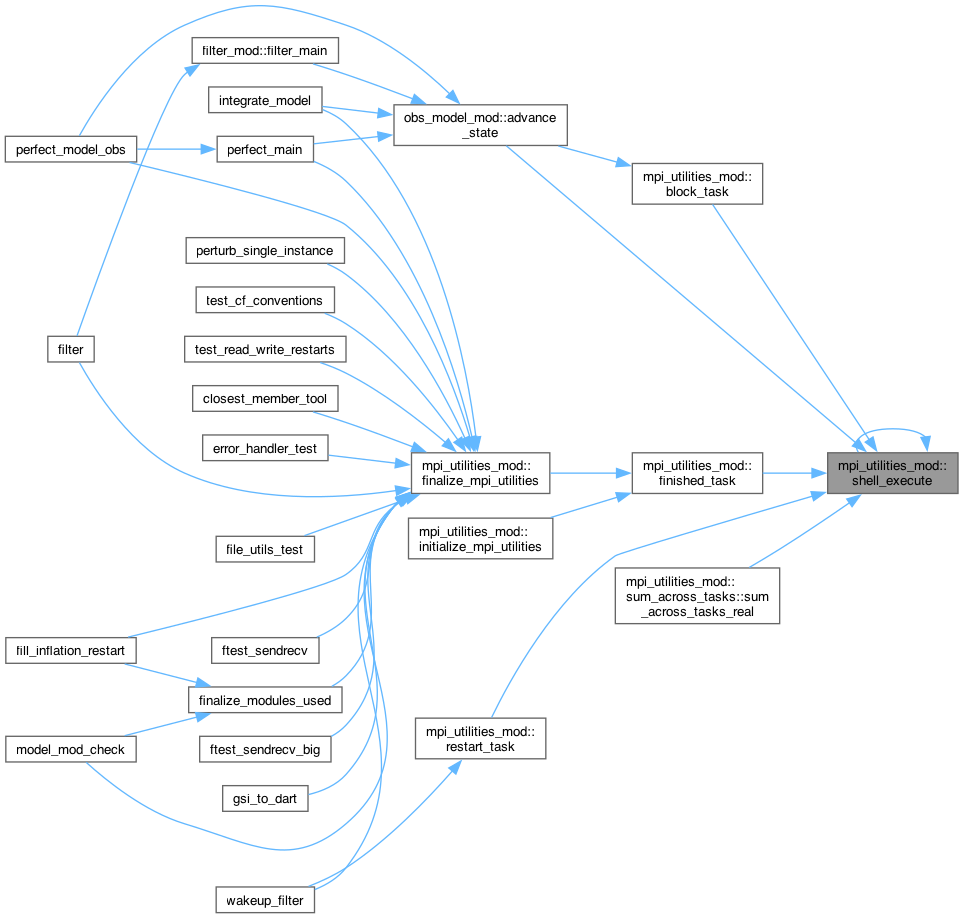 filter_mod::filter_main
integrate_model
obs_model_mod::advance
_state
perfect_model_obs
perfect_main
mpi_utilities_mod::
block_task
perturb_single_instance
test_cf_conventions
filter
test_read_write_restarts
closest_member_tool
error_handler_test
mpi_utilities_mod::
finalize_mpi_utilities
mpi_utilities_mod::
finished_task
mpi_utilities_mod::
shell_execute
file_utils_test
mpi_utilities_mod::
initialize_mpi_utilities
mpi_utilities_mod::
sum_across_tasks::sum
_across_tasks_real
fill_inflation_restart
ftest_sendrecv
finalize_modules_used
model_mod_check
ftest_sendrecv_big
mpi_utilities_mod::
restart_task
gsi_to_dart
wakeup_filter